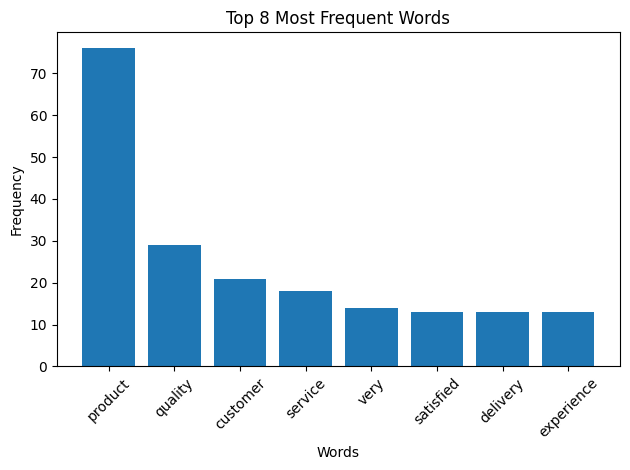 Top 8 Most Frequent Words
Frequency
70
60
50
40
30
20
10
0
product quality customer service very satisfied delivery experience
Words